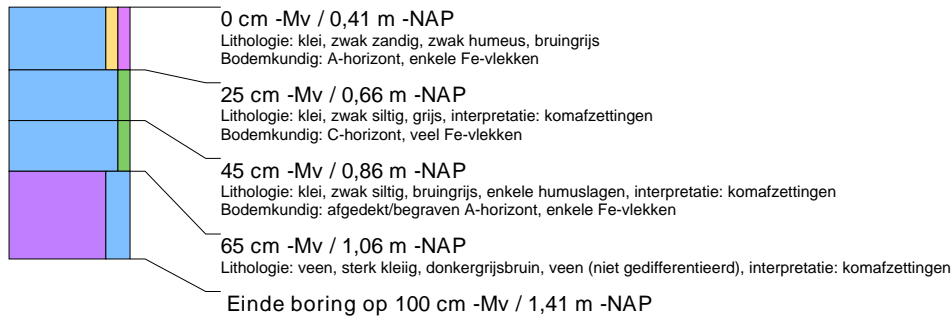 0 cm -Mv / 0,41 m -NAP
Lithologie: klei, zwak zandig, zwak humeus, bruingrijs
Bodemkundig: A-horizont, enkele Fe-vlekken
25 cm -Mv / 0,66 m -NAP
Lithologie: klei, zwak siltig, grijs, interpretatie: komafzettingen
Bodemkundig: C-horizont, veel Fe-vlekken
45 cm -Mv / 0,86 m -NAP
Lithologie: klei, zwak siltig, bruingrijs, enkele humuslagen, interpretatie: komafzettingen
Bodemkundig: afgedekt/begraven A-horizont, enkele Fe-vlekken
65 cm -Mv / 1,06 m -NAP
Lithologie: veen, sterk kleiig, donkergrijsbruin, veen (niet gedifferentieerd), interpretatie: komafzettingen
Einde boring op 100 cm -Mv / 1,41 m -NAP